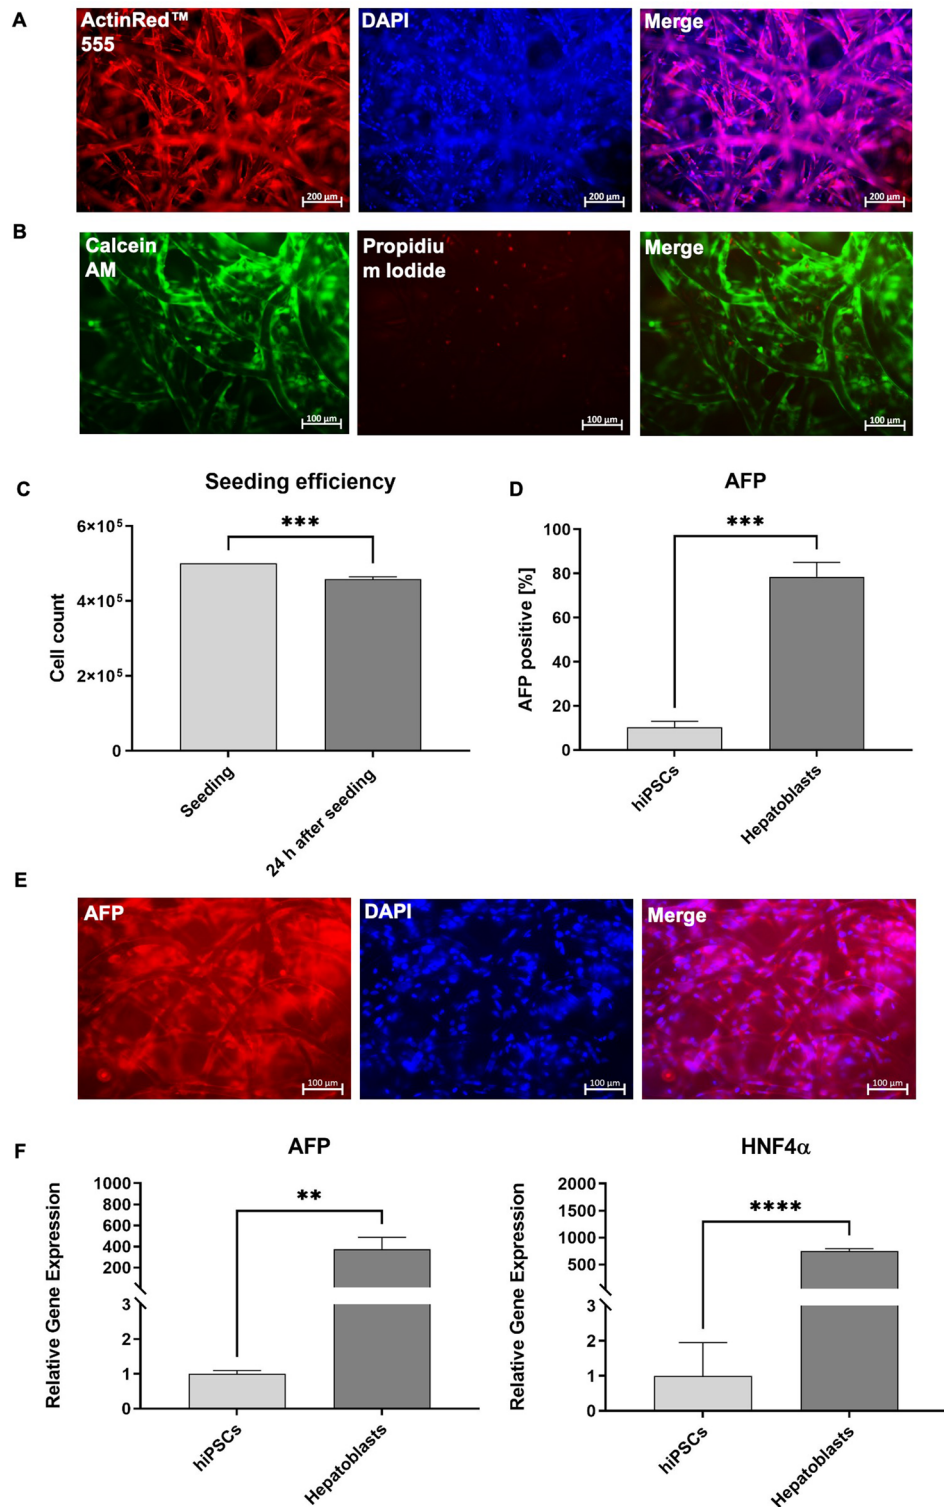 A
ActinRed™
555
DAPI
Merge
200 µm
200 µm
200 µm
B
Calcein
AM
Propidiu
m Iodide
Merge
100 µm
100 µm
100 µm
C
Seeding efficiency
***
Cell count
6×10⁵
4×10⁵
2×10⁵
0
Seeding
24 h after seeding
D
AFP
***
AFP positive [%]
100
80
60
40
20
0
hiPSCs
Hepatoblasts
E
AFP
DAPI
Merge
100 µm
100 µm
100 µm
F
AFP
**
Relative Gene Expression
1000
800
600
400
200
3
2
1
0
hiPSCs
Hepatoblasts
HNF4α
****
Relative Gene Expression
2000
1500
1000
500
3
2
1
0
hiPSCs
Hepatoblasts